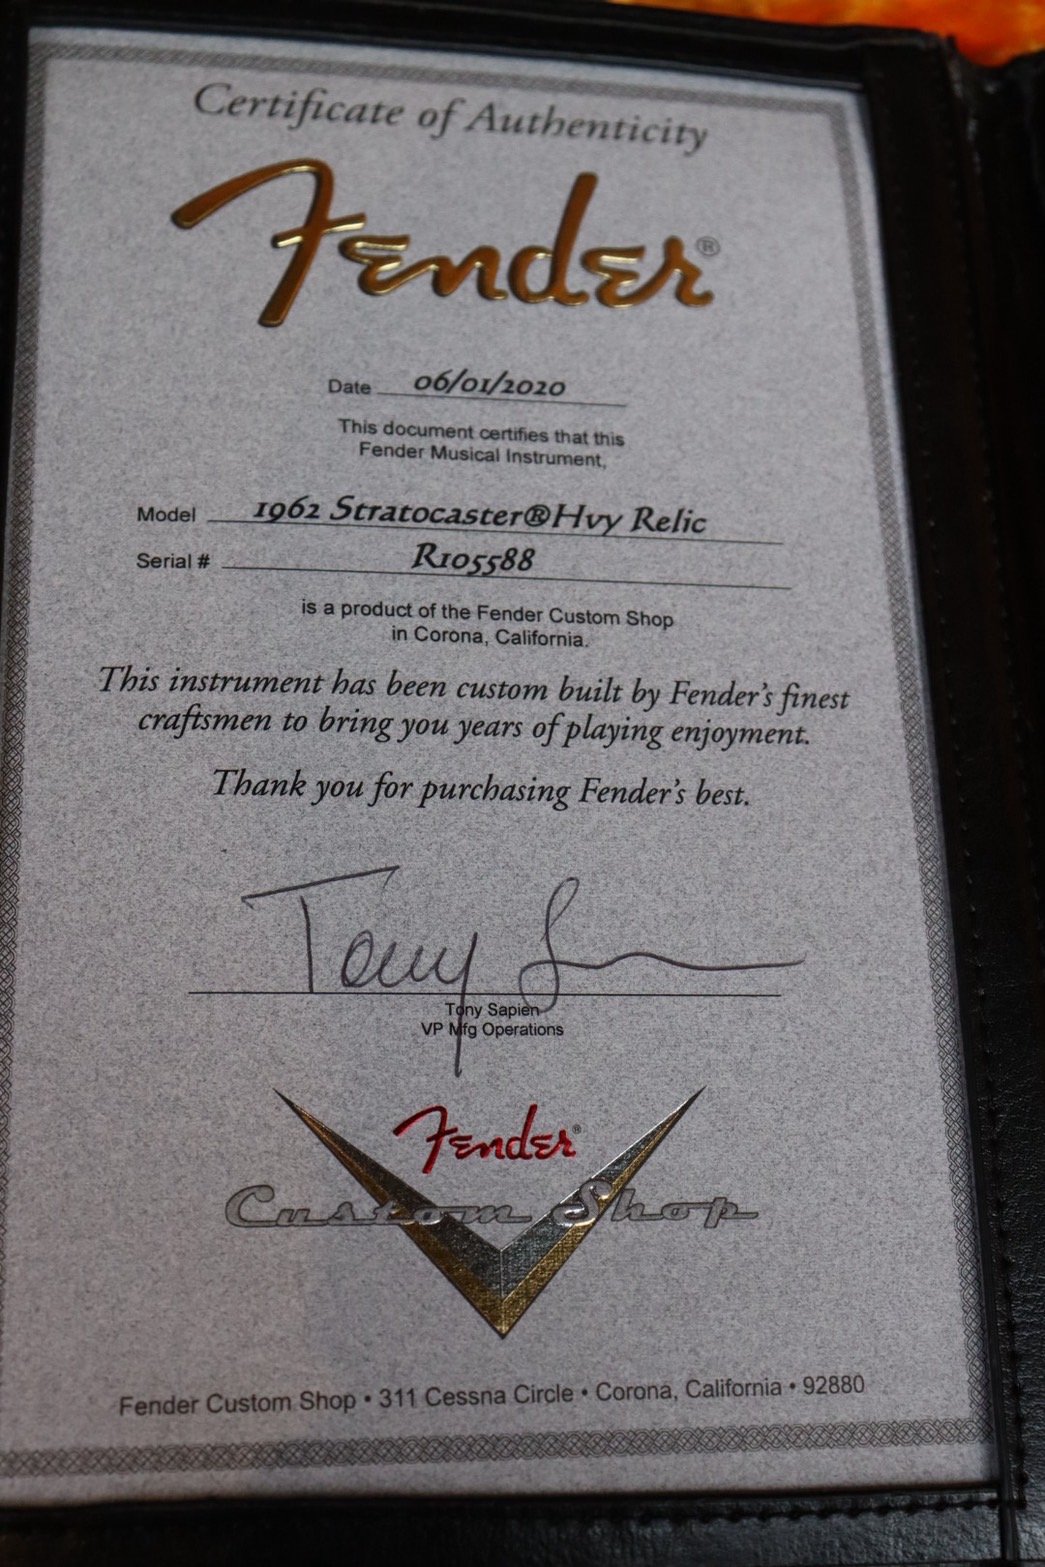 Certificate of Authenticity
Fender®
Date 06/01/2020
This document certifies that this
Fender Musical Instrument,
Model 1962 Stratocaster®Hvy Relic
Serial # R105588
is a product of the Fender Custom Shop
in Corona, California.
This instrument has been custom built by Fender's finest
craftsmen to bring you years of playing enjoyment.
Thank you for purchasing Fender's best.
Tony S
Tony Sapien
VP Mfg Operations
Fender®
Custom Shop
Fender Custom Shop • 311 Cessna Circle • Corona, California • 92880